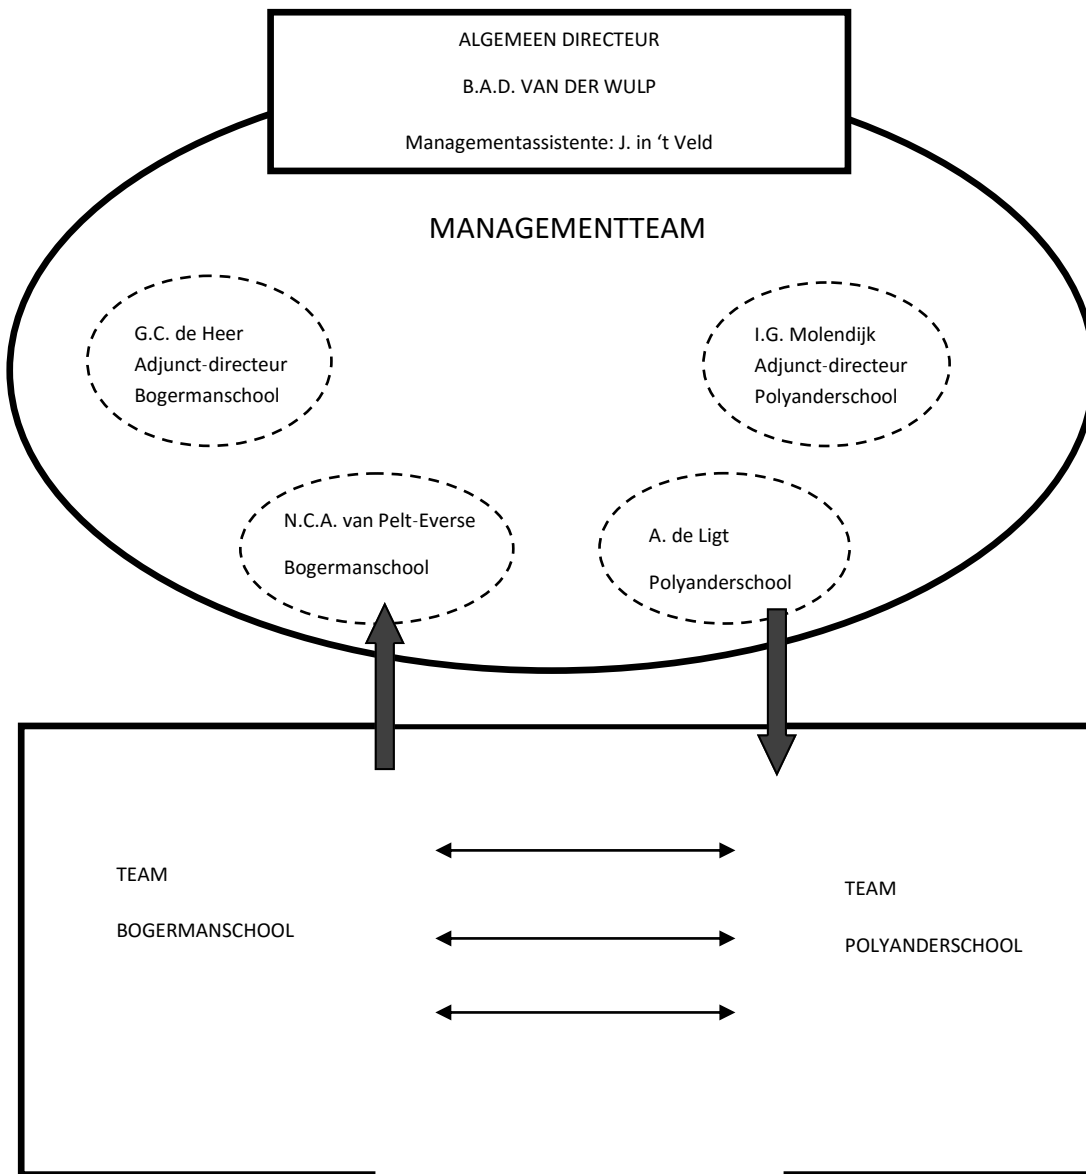 ALGEMEEN DIRECTEUR
B.A.D. VAN DER WULP
Managementassistente: J. in ‘t Veld
MANAGEMENTTEAM
G.C. de Heer
Adjunct-directeur
Bogermanschool
I.G. Molendijk
Adjunct-directeur
Polyanderschool
N.C.A. van Pelt-Everse
Bogermanschool
A. de Ligt
Polyanderschool
TEAM
BOGERMANSCHOOL
TEAM
POLYANDERSCHOOL